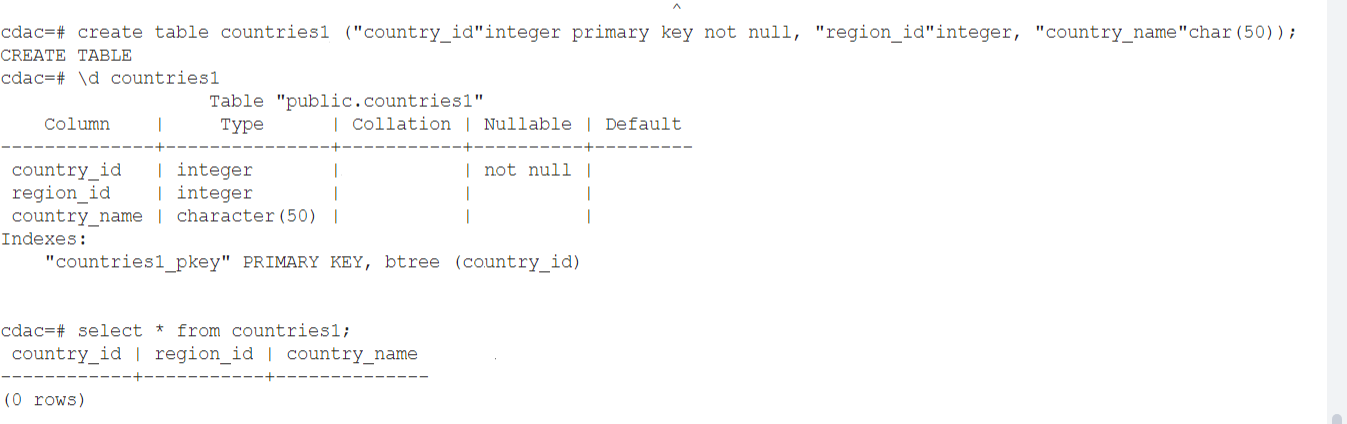 ^
cdac=# create table countries1 ("country_id"integer primary key not null, "region_id"integer, "country_name"char(50));
CREATE TABLE
cdac=# \d countries1
                   Table "public.countries1"
    Column    |     Type      | Collation | Nullable | Default
--------------+---------------+-----------+----------+---------
 country_id   | integer       |           | not null |
 region_id    | integer       |           |          |
 country_name | character(50) |           |          |
Indexes:
    "countries1_pkey" PRIMARY KEY, btree (country_id)
cdac=# select * from countries1;
 country_id | region_id | country_name
------------+-----------+--------------
(0 rows)